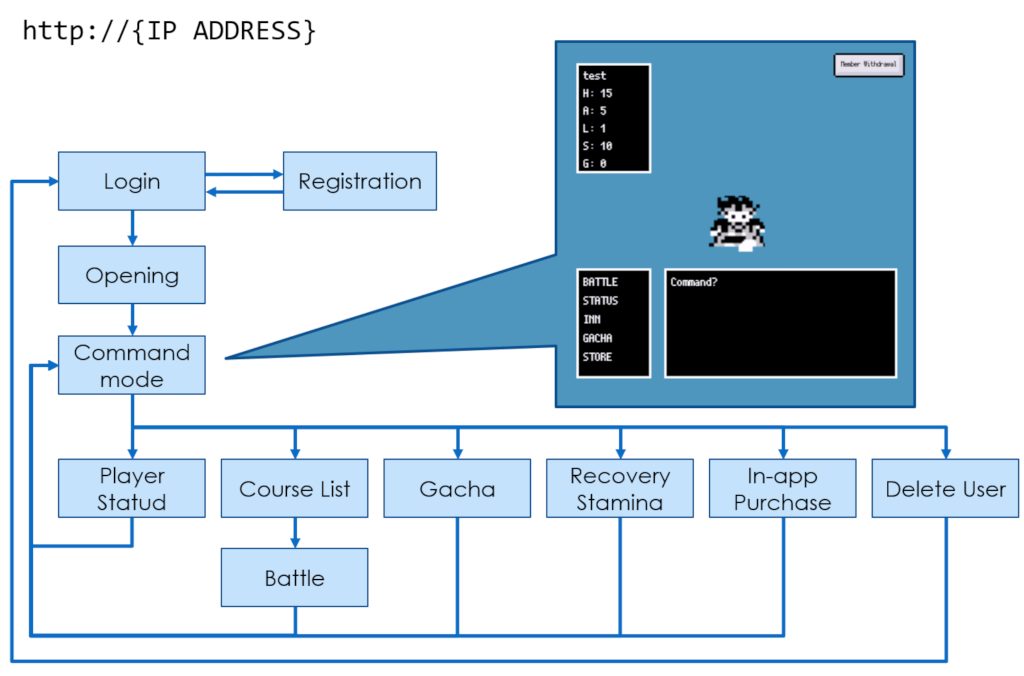 http://{IP ADDRESS}
Member Withdrawal
test
H: 15
A: 5
L: 1
S: 10
G: 0
Login
Registration
Opening
Command
mode
BATTLE
STATUS
INN
GACHA
STORE
Command?
Player
Statud
Course List
Gacha
Recovery
Stamina
In-app
Purchase
Delete User
Battle